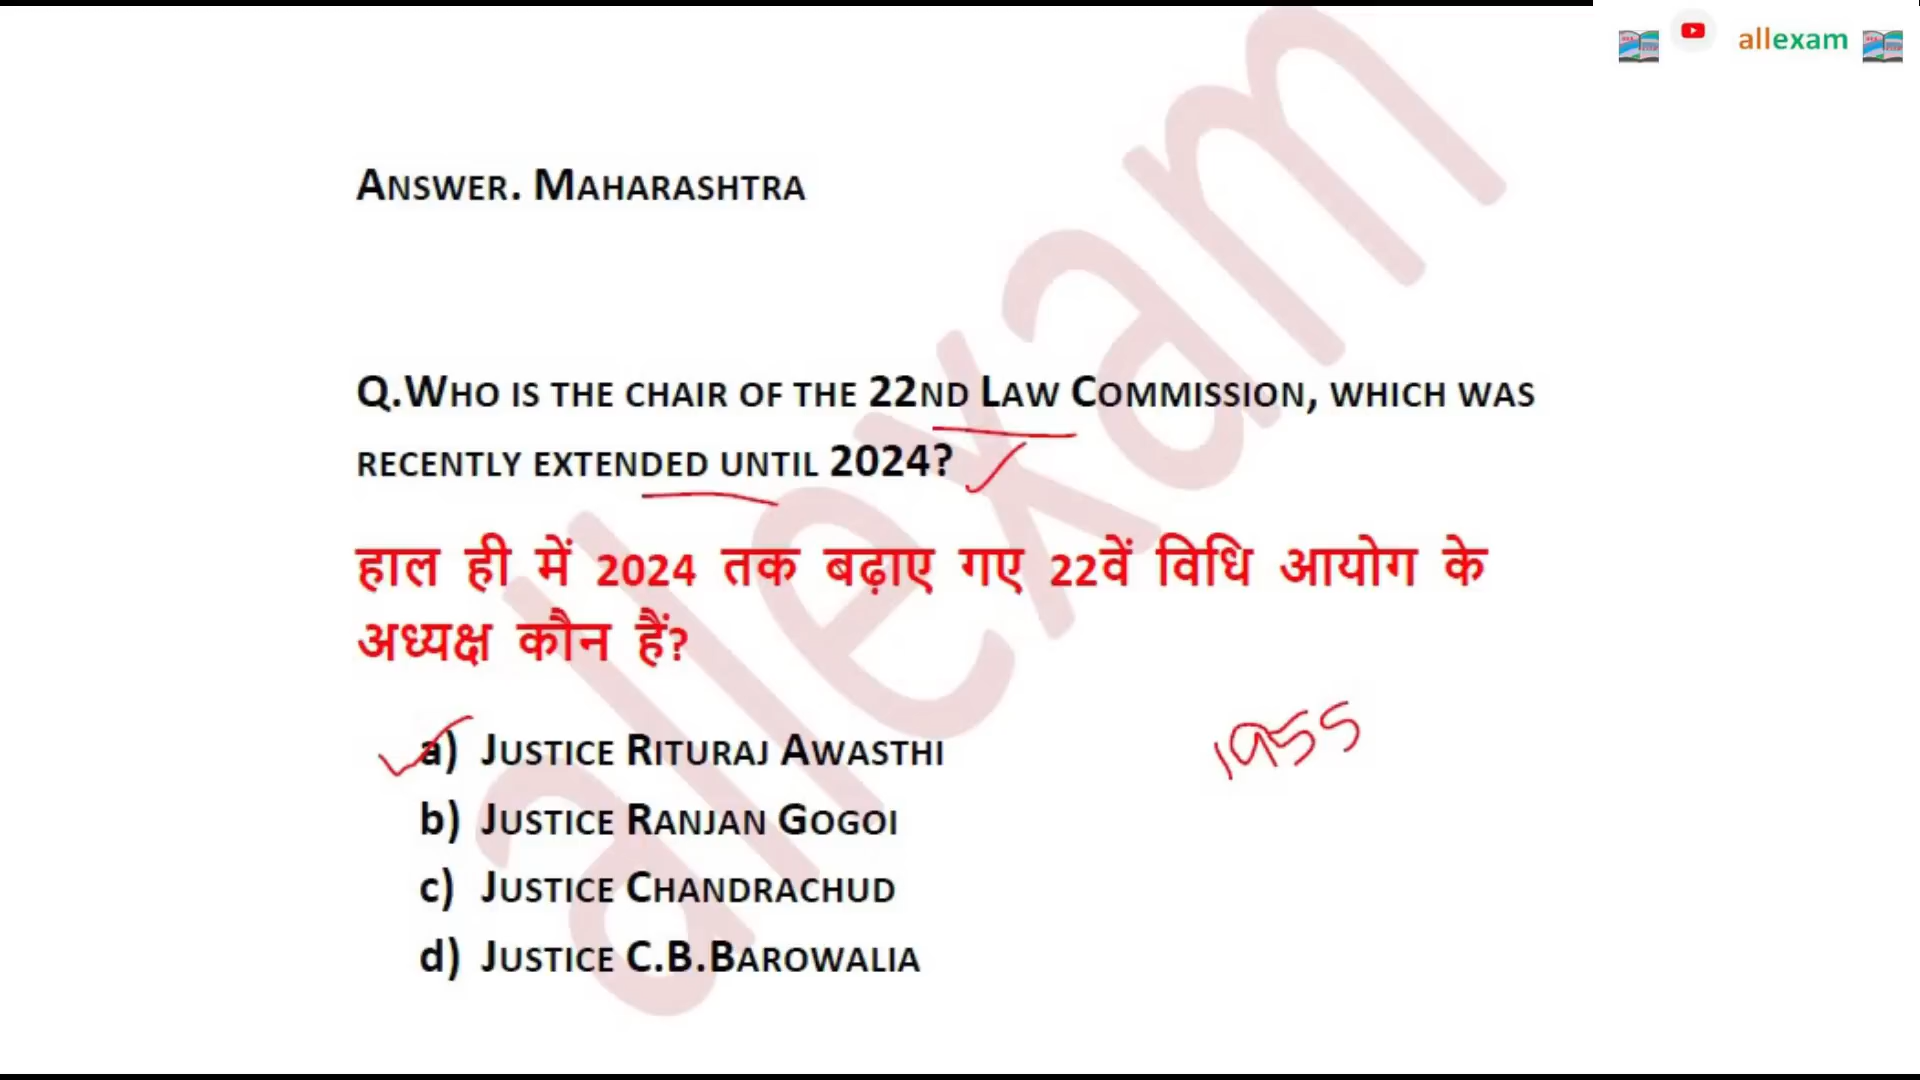 allexam
ANSWER. MAHARASHTRA
Q.WHO IS THE CHAIR OF THE 22ND LAW COMMISSION, WHICH WAS
RECENTLY EXTENDED UNTIL 2024?
हाल ही में 2024 तक बढ़ाए गए 22वें विधि आयोग के
अध्यक्ष कौन हैं?
a) JUSTICE RITURAJ AWASTHI
1955
b) JUSTICE RANJAN GOGOI
c) JUSTICE CHANDRACHUD
d) JUSTICE C.B.BAROWALIA
allexam